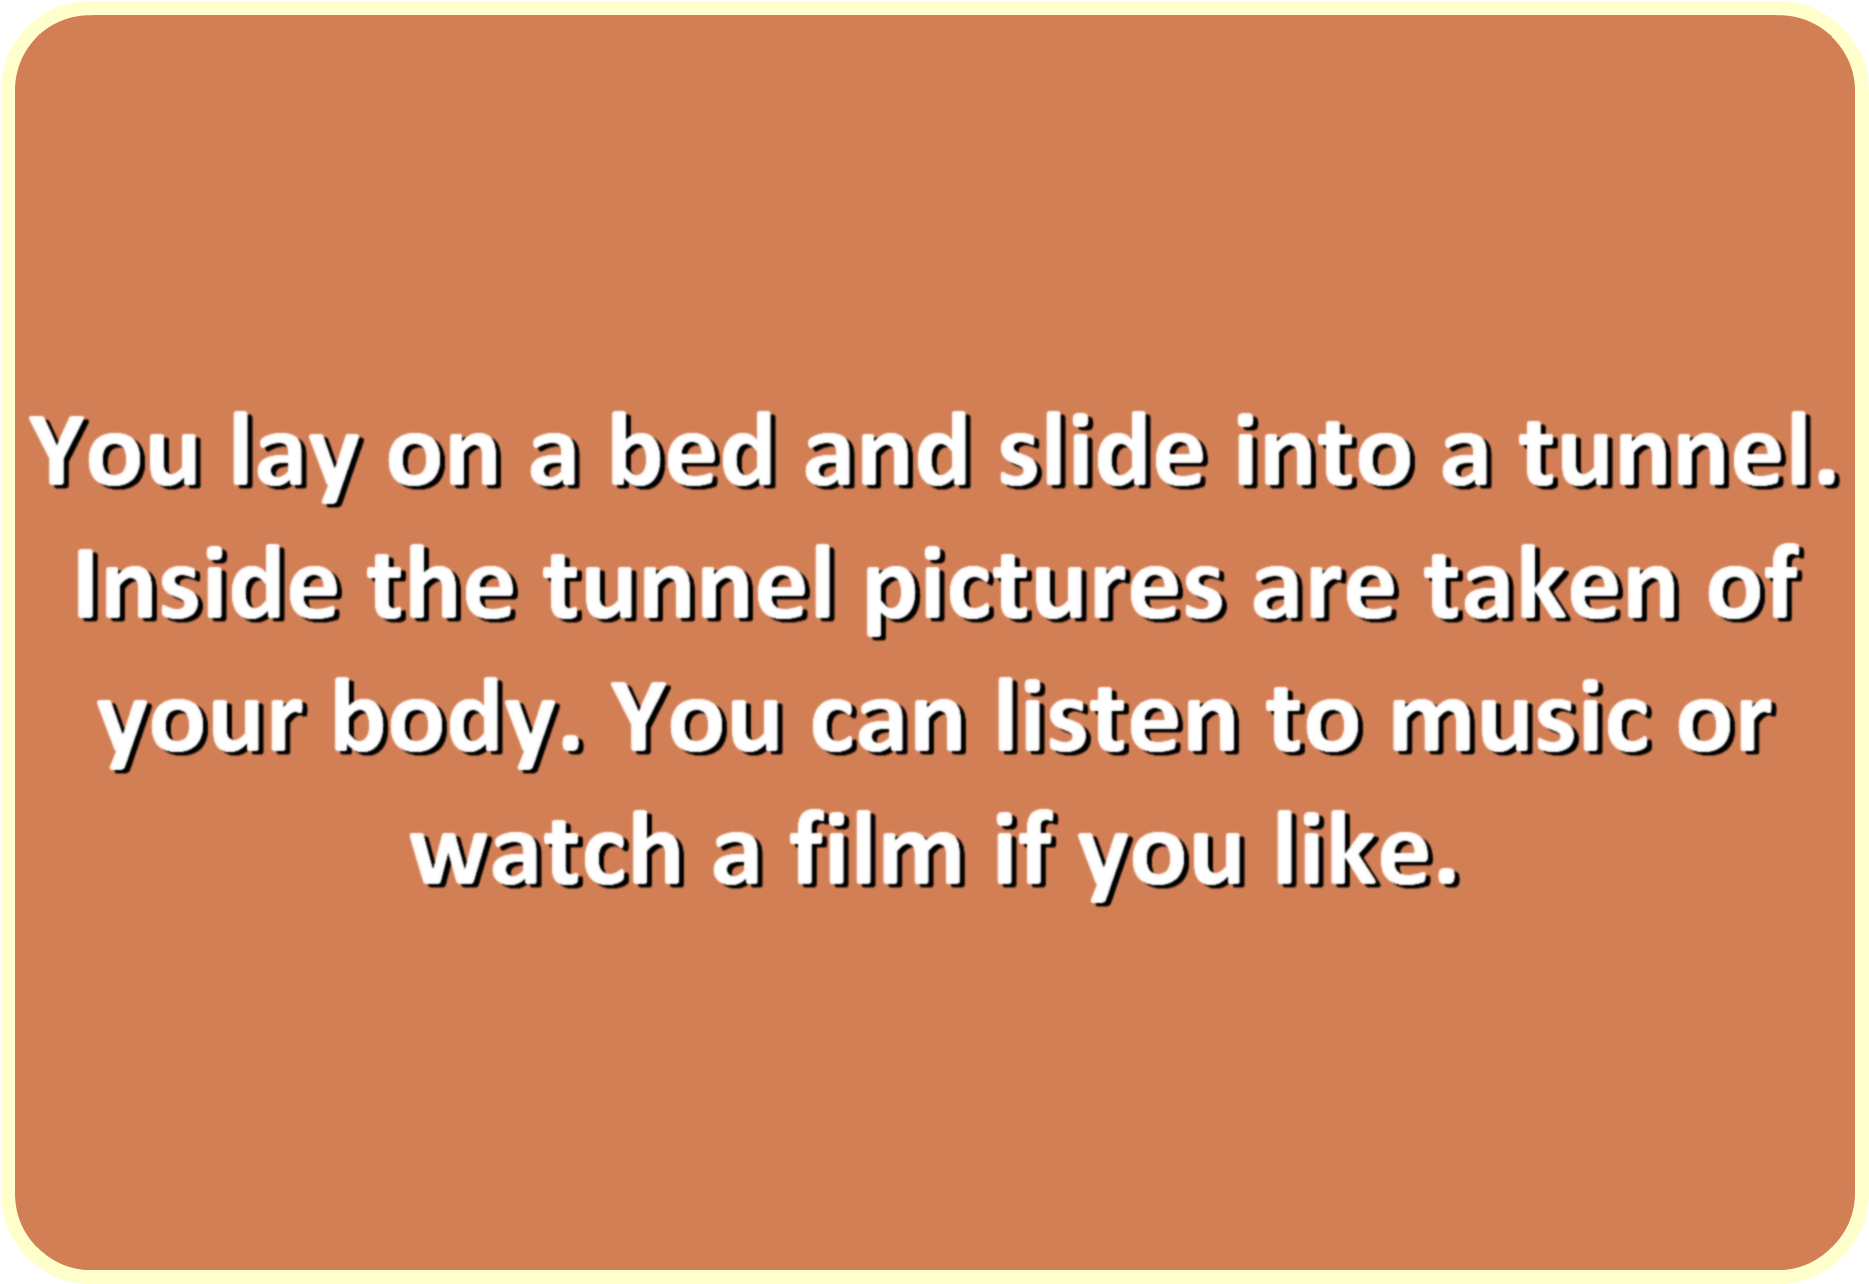 You lay on a bed and slide into a tunnel.
Inside the tunnel pictures are taken of
your body. You can listen to music or
watch a film if you like.